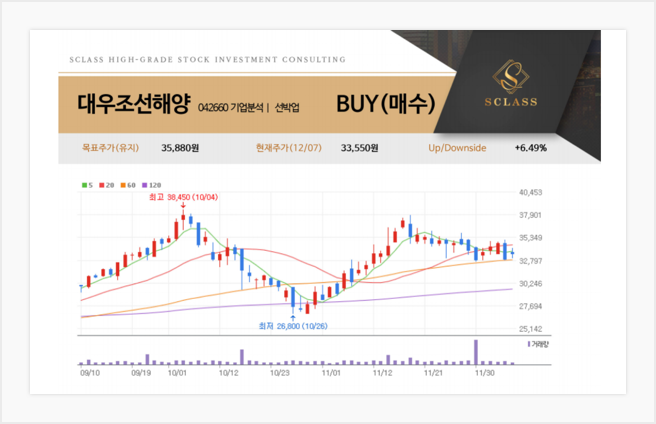 SCLASS HIGH-GRADE STOCK INVESTMENT CONSULTING
SCLASS
대우조선해양 042660 기업분석 | 선박업 BUY(매수)
목표주가(유지) 35,880원 현재주가(12/07) 33,550원 Up/Downside +6.49%
5 20 60 120
최고 38,450 (10/04)
40,453
37,901
35,349
32,797
30,246
27,694
25,142
최저 26,800 (10/26)
거래량
09/10 09/19 10/01 10/12 10/23 11/01 11/12 11/21 11/30